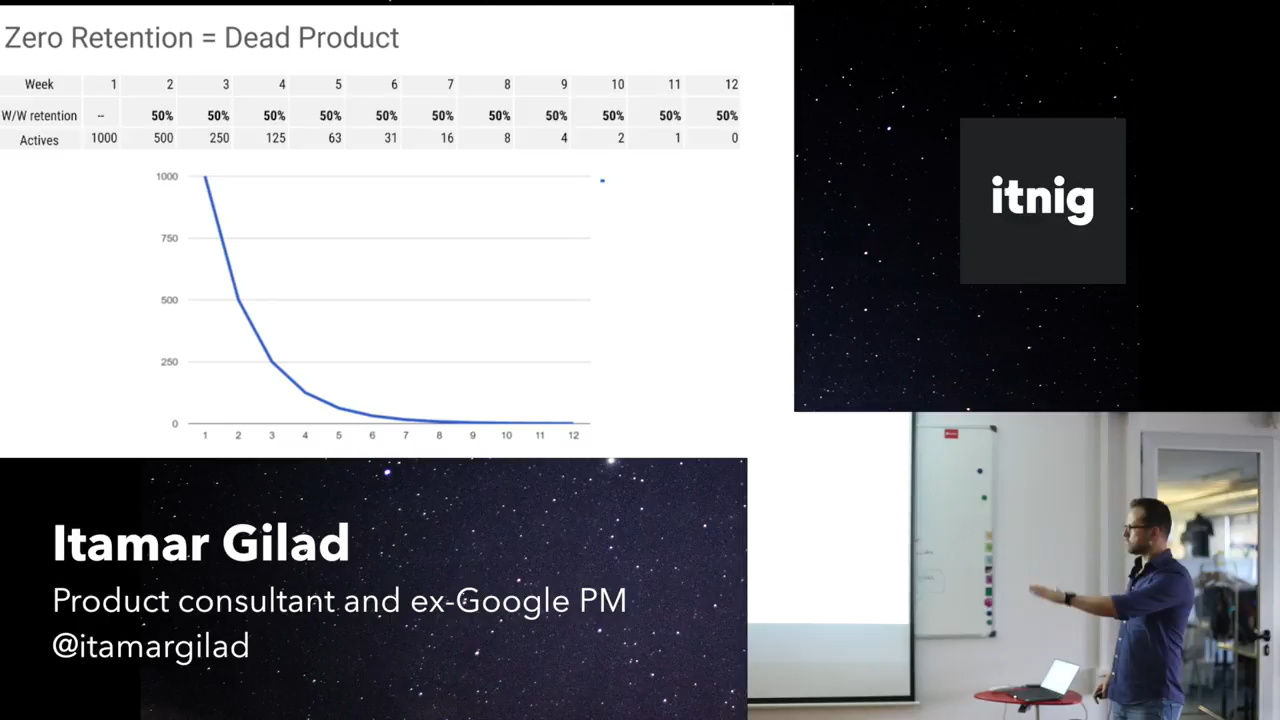 Zero Retention = Dead Product
Week 1 2 3 4 5 6 7 8 9 10 11 12
W/W retention -- 50% 50% 50% 50% 50% 50% 50% 50% 50% 50% 50%
Actives 1000 500 250 125 63 31 16 8 4 2 1 0
1000
750
500
250
0
1 2 3 4 5 6 7 8 9 10 11 12
itnig
Itamar Gilad
Product consultant and ex-Google PM
@itamargilad